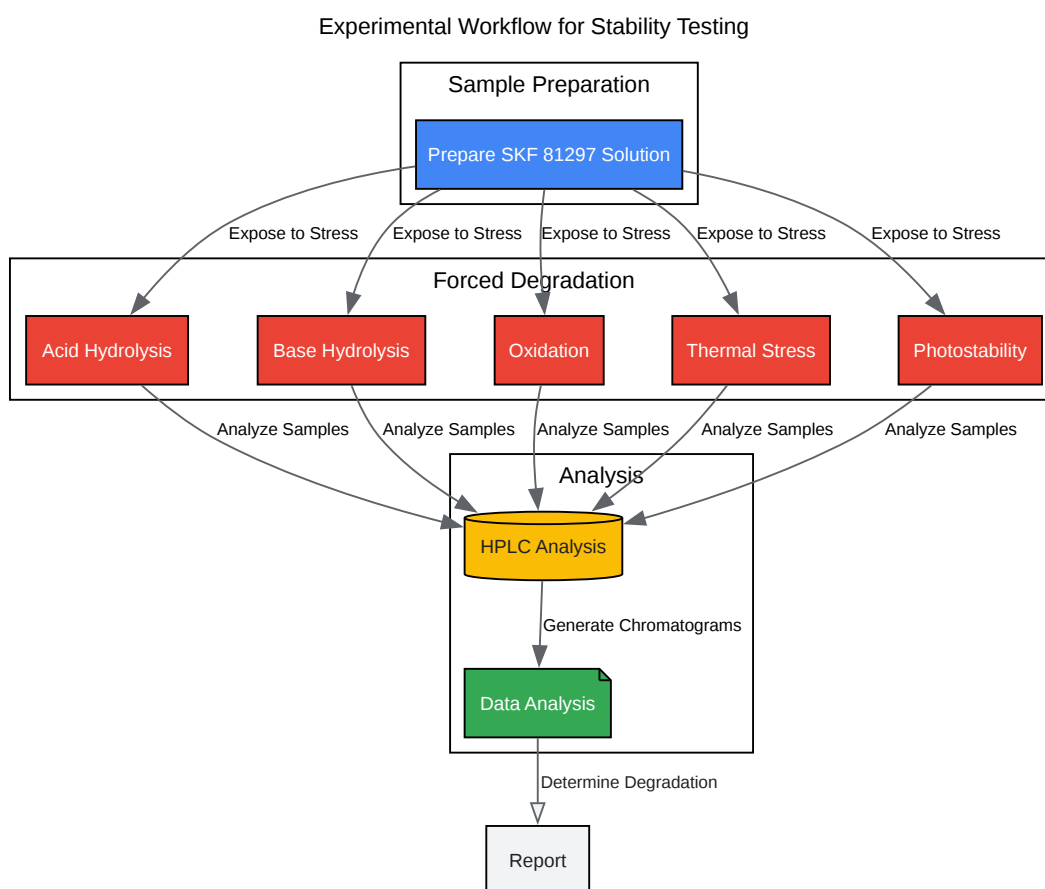 Experimental Workflow for Stability Testing
Sample Preparation
Prepare SKF 81297 Solution
Expose to Stress
Expose to Stress
Expose to Stress
Expose to Stress
Expose to Stress
Forced Degradation
Acid Hydrolysis
Base Hydrolysis
Oxidation
Thermal Stress
Photostability
Analyze Samples
Analyze Samples
Analyze Samples
Analyze Samples
Analyze Samples
Analysis
HPLC Analysis
Generate Chromatograms
Data Analysis
Determine Degradation
Report